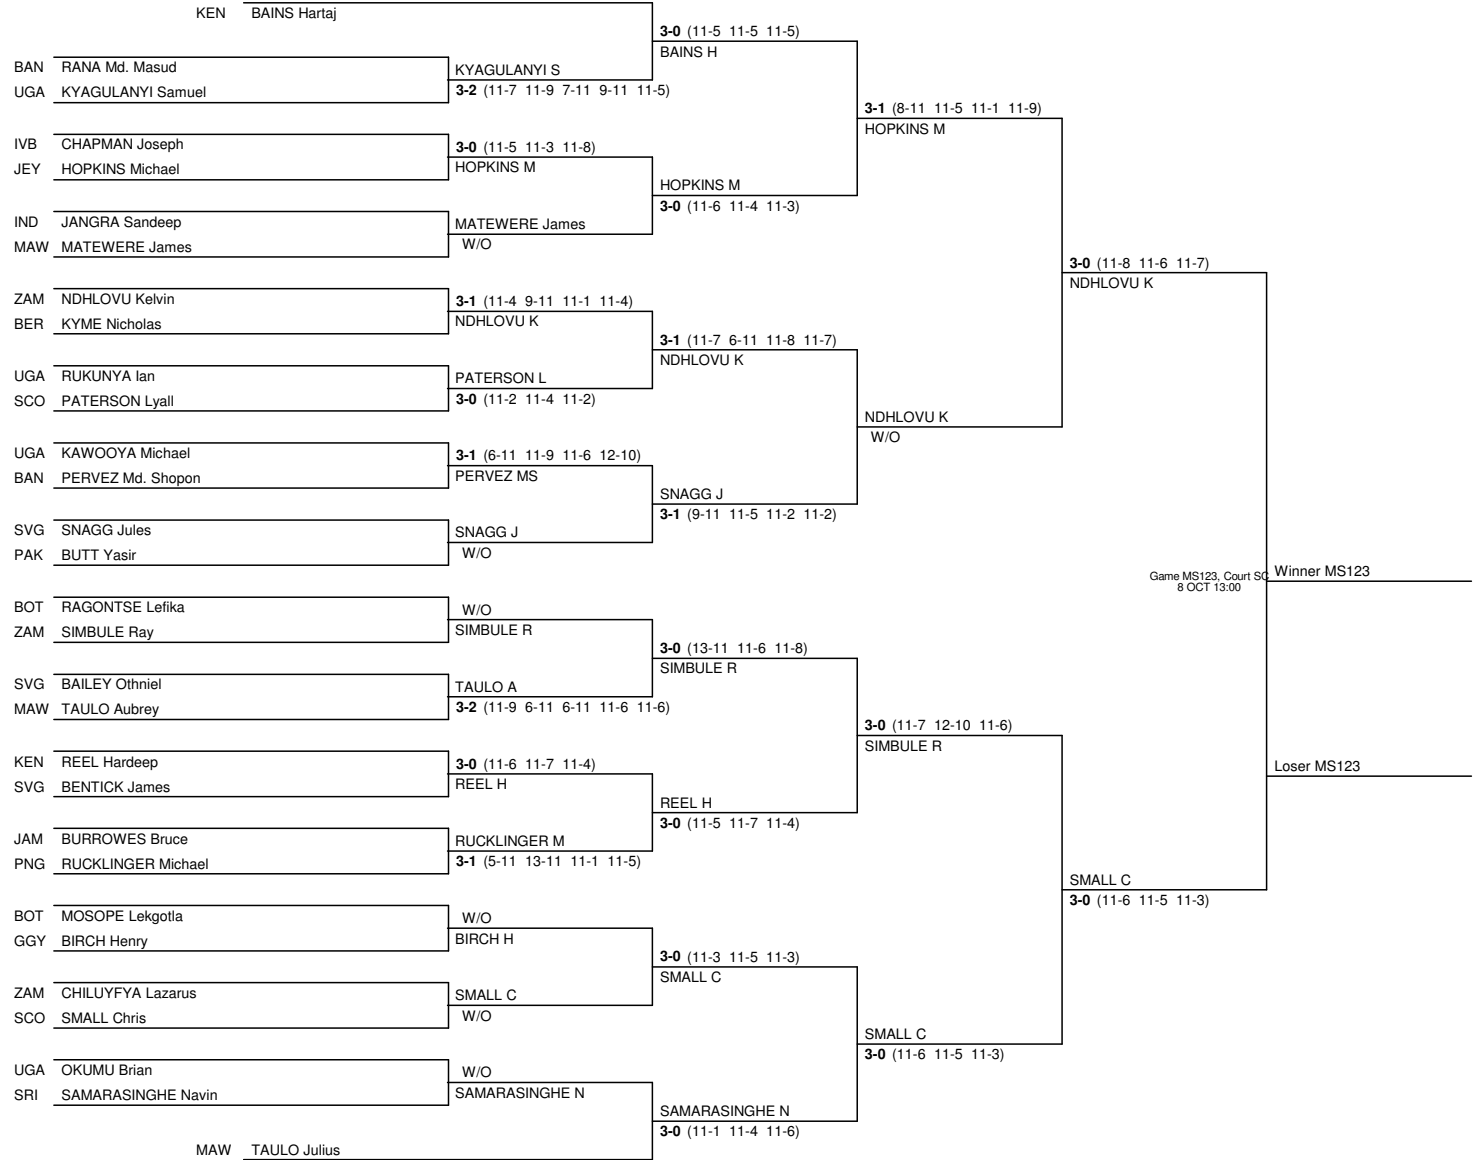 KEN BAINS Hartaj
3-0 (11-5 11-5 11-5)
BAINS H
BAN RANA Md. Masud
UGA KYAGULANYI Samuel
KYAGULANYI S
3-2 (11-7 11-9 7-11 9-11 11-5)
3-1 (8-11 11-5 11-1 11-9)
HOPKINS M
IVB CHAPMAN Joseph
JEY HOPKINS Michael
3-0 (11-5 11-3 11-8)
HOPKINS M
HOPKINS M
3-0 (11-6 11-4 11-3)
IND JANGRA Sandeep
MAW MATEWERE James
MATEWERE James
W/O
3-0 (11-8 11-6 11-7)
NDHLOVU K
ZAM NDHLOVU Kelvin
BER KYME Nicholas
3-1 (11-4 9-11 11-1 11-4)
NDHLOVU K
3-1 (11-7 6-11 11-8 11-7)
NDHLOVU K
UGA RUKUNYA Ian
SCO PATERSON Lyall
PATERSON L
3-0 (11-2 11-4 11-2)
NDHLOVU K
W/O
UGA KAWOOYA Michael
BAN PERVEZ Md. Shopon
3-1 (6-11 11-9 11-6 12-10)
PERVEZ MS
SNAGG J
3-1 (9-11 11-5 11-2 11-2)
SVG SNAGG Jules
PAK BUTT Yasir
SNAGG J
W/O
Game MS123, Court SC
8 OCT 13:00
Winner MS123
BOT RAGONTSE Lefika
ZAM SIMBULE Ray
W/O
SIMBULE R
3-0 (13-11 11-6 11-8)
SIMBULE R
SVG BAILEY Othniel
MAW TAULO Aubrey
TAULO A
3-2 (11-9 6-11 6-11 11-6 11-6)
3-0 (11-7 12-10 11-6)
SIMBULE R
KEN REEL Hardeep
SVG BENTICK James
3-0 (11-6 11-7 11-4)
REEL H
Loser MS123
REEL H
3-0 (11-5 11-7 11-4)
JAM BURROWES Bruce
PNG RUCKLINGER Michael
RUCKLINGER M
3-1 (5-11 13-11 11-1 11-5)
SMALL C
3-0 (11-6 11-5 11-3)
BOT MOSOPE Lekgotla
GGY BIRCH Henry
W/O
BIRCH H
3-0 (11-3 11-5 11-3)
SMALL C
ZAM CHILUYFYA Lazarus
SCO SMALL Chris
SMALL C
W/O
SMALL C
3-0 (11-6 11-5 11-3)
UGA OKUMU Brian
SRI SAMARASINGHE Navin
W/O
SAMARASINGHE N
SAMARASINGHE N
3-0 (11-1 11-4 11-6)
MAW TAULO Julius